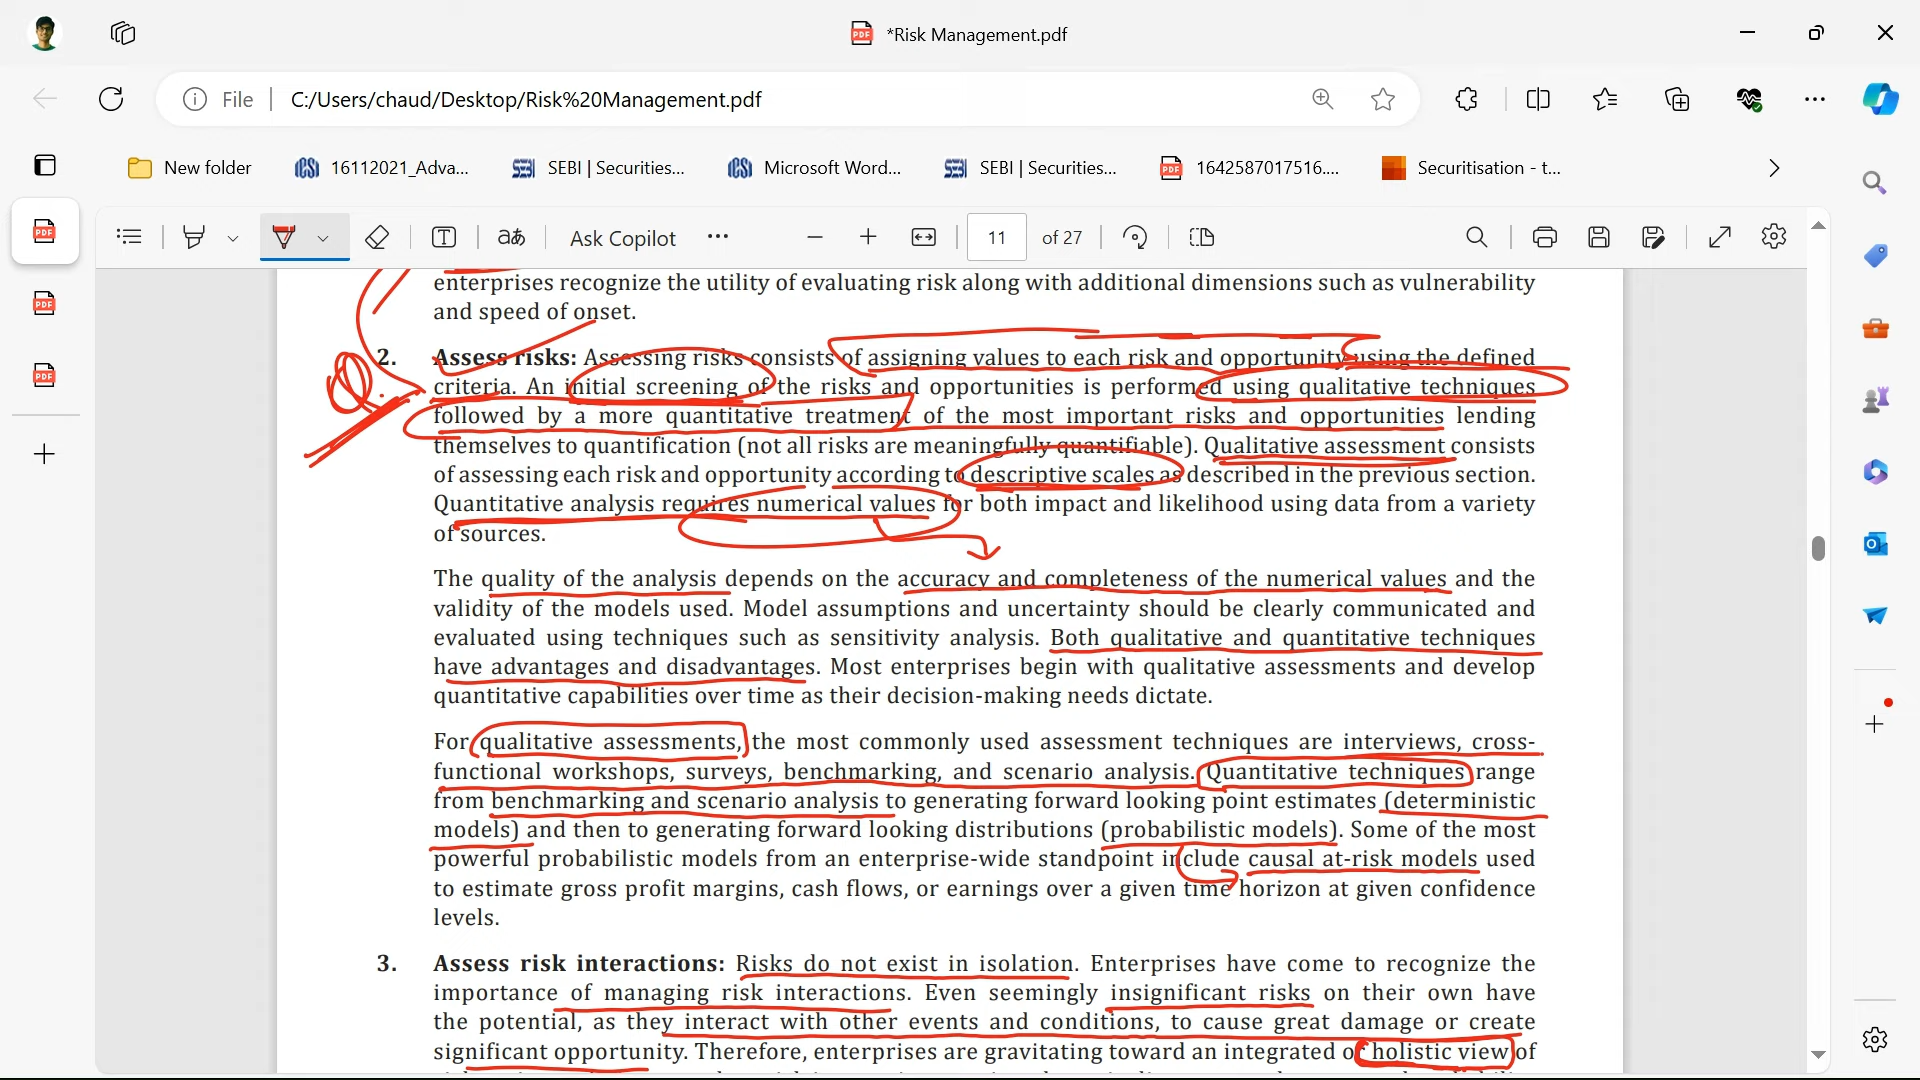 *Risk Management.pdf
File
C:/Users/chaud/Desktop/Risk%20Management.pdf
New folder
16112021_Adva...
SEBI | Securities...
Microsoft Word...
SEBI | Securities...
1642587017516....
Securitisation - t...
Ask Copilot
11 of 27
enterprises recognize the utility of evaluating risk along with additional dimensions such as vulnerability
and speed of onset.
2. Assess risks: Assessing risks consists of assigning values to each risk and opportunity using the defined
criteria. An initial screening of the risks and opportunities is performed using qualitative techniques
followed by a more quantitative treatment of the most important risks and opportunities lending
themselves to quantification (not all risks are meaningfully quantifiable). Qualitative assessment consists
of assessing each risk and opportunity according to descriptive scales as described in the previous section.
Quantitative analysis requires numerical values for both impact and likelihood using data from a variety
of sources.
The quality of the analysis depends on the accuracy and completeness of the numerical values and the
validity of the models used. Model assumptions and uncertainty should be clearly communicated and
evaluated using techniques such as sensitivity analysis. Both qualitative and quantitative techniques
have advantages and disadvantages. Most enterprises begin with qualitative assessments and develop
quantitative capabilities over time as their decision-making needs dictate.
For qualitative assessments, the most commonly used assessment techniques are interviews, cross-
functional workshops, surveys, benchmarking, and scenario analysis. Quantitative techniques range
from benchmarking and scenario analysis to generating forward looking point estimates (deterministic
models) and then to generating forward looking distributions (probabilistic models). Some of the most
powerful probabilistic models from an enterprise-wide standpoint include causal at-risk models used
to estimate gross profit margins, cash flows, or earnings over a given time horizon at given confidence
levels.
3. Assess risk interactions: Risks do not exist in isolation. Enterprises have come to recognize the
importance of managing risk interactions. Even seemingly insignificant risks on their own have
the potential, as they interact with other events and conditions, to cause great damage or create
significant opportunity. Therefore, enterprises are gravitating toward an integrated or holistic view of